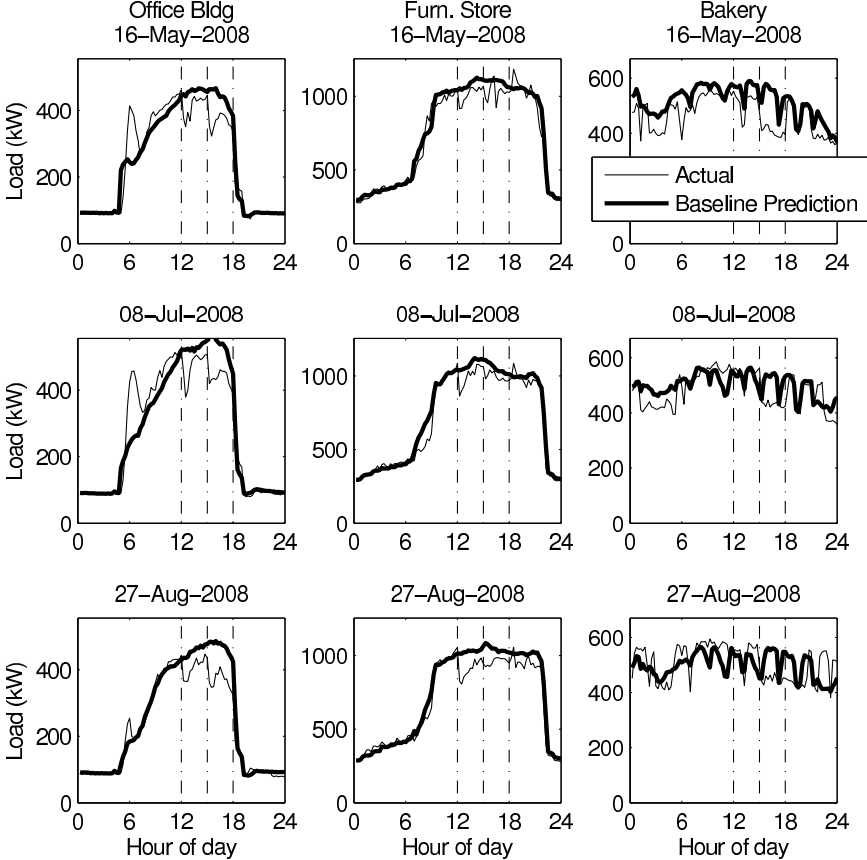 Office Bldg
16-May-2008
Furn. Store
16-May-2008
Bakery
16-May-2008
Load (kW)
400
200
0
0 6 12 18 24
1000
500
0
0 6 12 18 24
600
400
0
0 6 12 18 24
Actual
Baseline Prediction
08-Jul-2008
08-Jul-2008
08-Jul-2008
Load (kW)
400
200
0
0 6 12 18 24
1000
500
0
0 6 12 18 24
600
400
200
0
0 6 12 18 24
27-Aug-2008
27-Aug-2008
27-Aug-2008
Load (kW)
400
200
0
0 6 12 18 24
Hour of day
1000
500
0
0 6 12 18 24
Hour of day
600
400
200
0
0 6 12 18 24
Hour of day